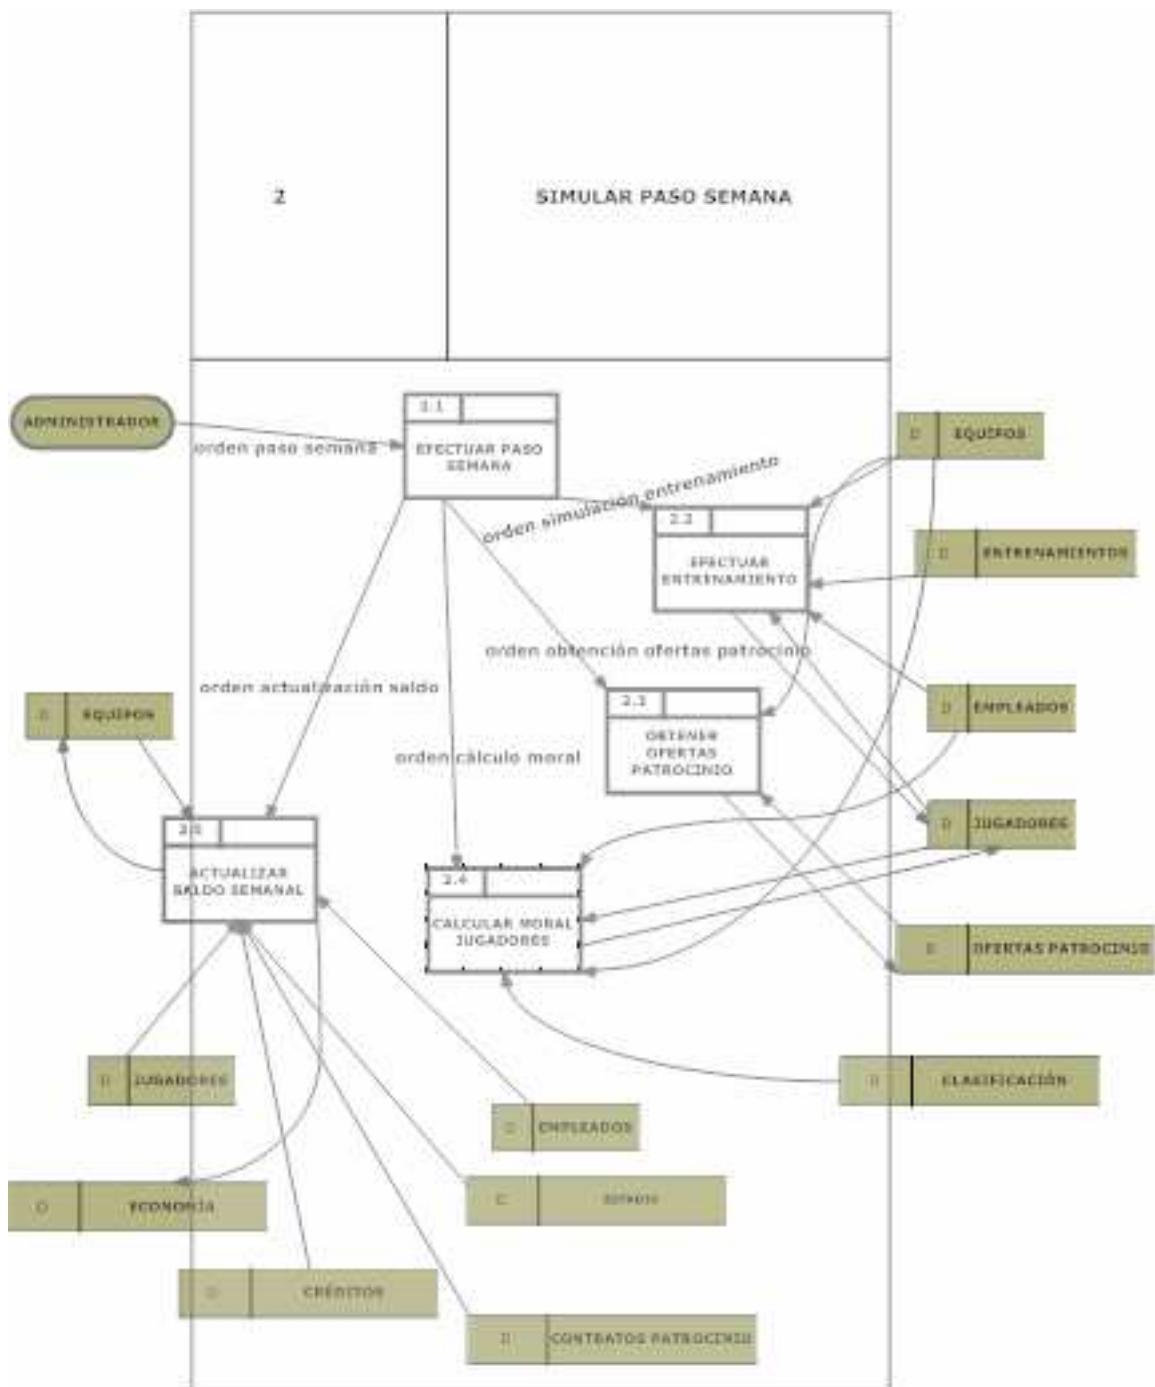 2
SIMULAR PASO SEMANA
ADMINISTRADOR
orden paso semana
2.1
EFECTUAR PASO
SEMANA
D
EQUIPOS
orden simulación entrenamiento
2.2
EFECTUAR
ENTRENAMIENTO
D
ENTRENAMIENTOS
orden obtención ofertas patrocinio
orden actualización saldo
D
EQUIPOS
2.3
OBTENER
OFERTAS
PATROCINIO
D
EMPLEADOS
orden cálculo moral
D
JUGADORES
2.5
ACTUALIZAR
SALDO SEMANAL
2.4
CALCULAR MORAL
JUGADORES
D
OFERTAS PATROCINIO
D
JUGADORES
D
CLASIFICACIÓN
D
EMPLEADOS
D
ECONOMÍA
D
CRÉDITOS
D
CONTRATOS PATROCINIO